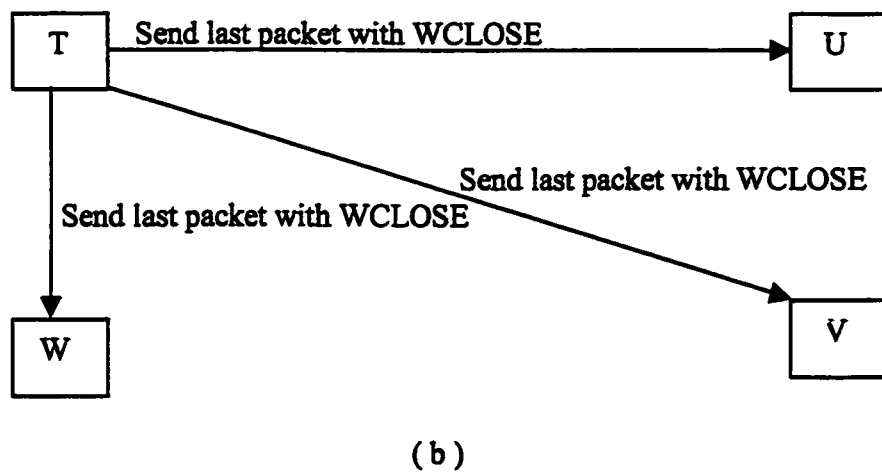 T
Send last packet with WCLOSE
U
Send last packet with WCLOSE
Send last packet with WCLOSE
W
V
( b )